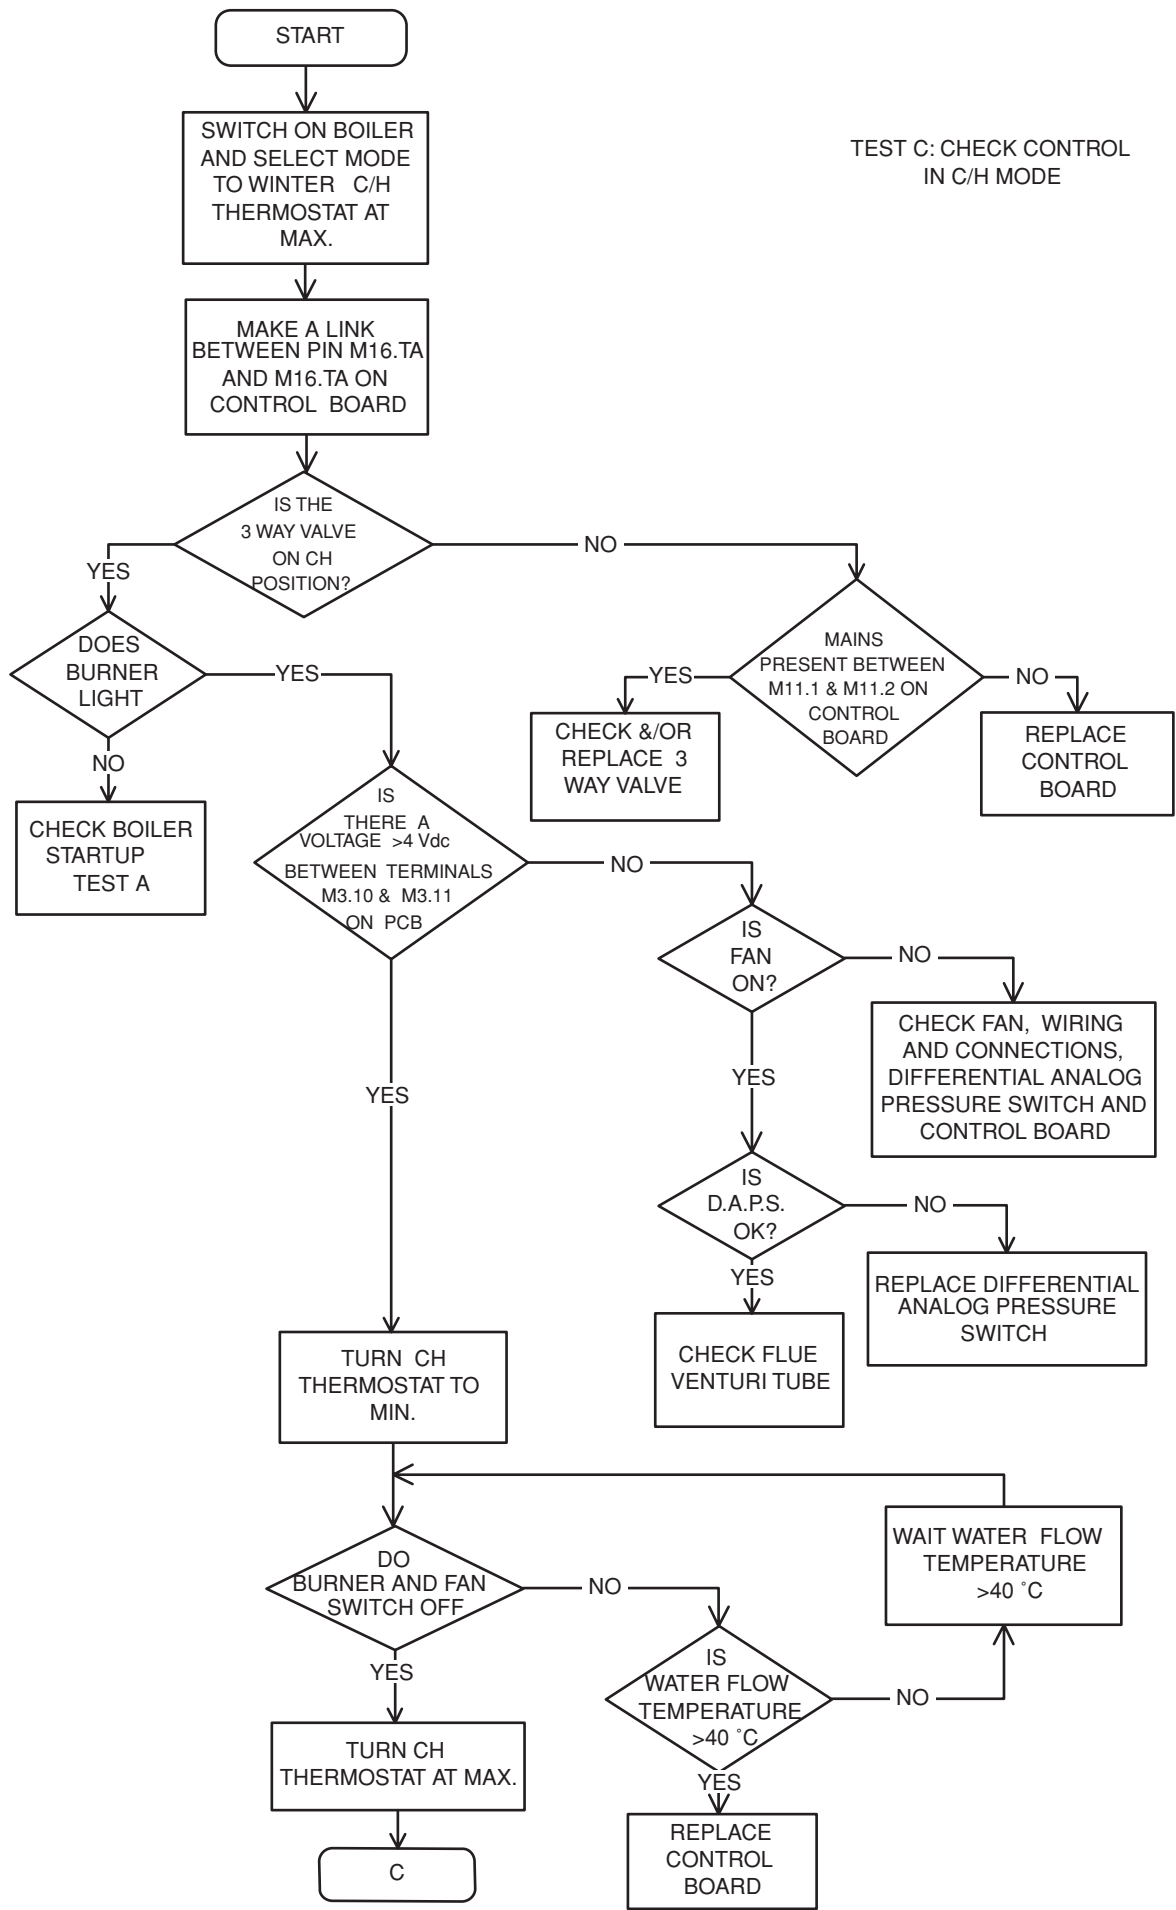 START
SWITCH ON BOILER
AND SELECT MODE
TO WINTER C/H
THERMOSTAT AT
MAX.
TEST C: CHECK CONTROL
IN C/H MODE
MAKE A LINK
BETWEEN PIN M16.TA
AND M16.TA ON
CONTROL BOARD
IS THE
3 WAY VALVE
ON CH
POSITION?
YES
NO
DOES
BURNER
LIGHT
YES
NO
CHECK BOILER
STARTUP
TEST A
MAINS
PRESENT BETWEEN
M11.1 & M11.2 ON
CONTROL
BOARD
YES
NO
CHECK &/OR
REPLACE 3
WAY VALVE
REPLACE
CONTROL
BOARD
IS
THERE A
VOLTAGE >4 Vdc
BETWEEN TERMINALS
M3.10 & M3.11
ON PCB
NO
YES
IS
FAN
ON?
NO
CHECK FAN, WIRING
AND CONNECTIONS,
DIFFERENTIAL ANALOG
PRESSURE SWITCH AND
CONTROL BOARD
YES
IS
D.A.P.S.
OK?
NO
REPLACE DIFFERENTIAL
ANALOG PRESSURE
SWITCH
YES
CHECK FLUE
VENTURI TUBE
TURN CH
THERMOSTAT TO
MIN.
DO
BURNER AND FAN
SWITCH OFF
NO
YES
WAIT WATER FLOW
TEMPERATURE
>40 ˚C
IS
WATER FLOW
TEMPERATURE
>40 ˚C
NO
YES
REPLACE
CONTROL
BOARD
TURN CH
THERMOSTAT AT MAX.
C